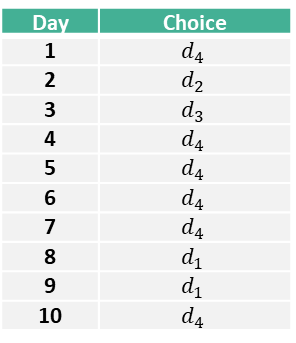 Day Choice
1 d₄
2 d₂
3 d₃
4 d₄
5 d₄
6 d₄
7 d₄
8 d₁
9 d₁
10 d₄